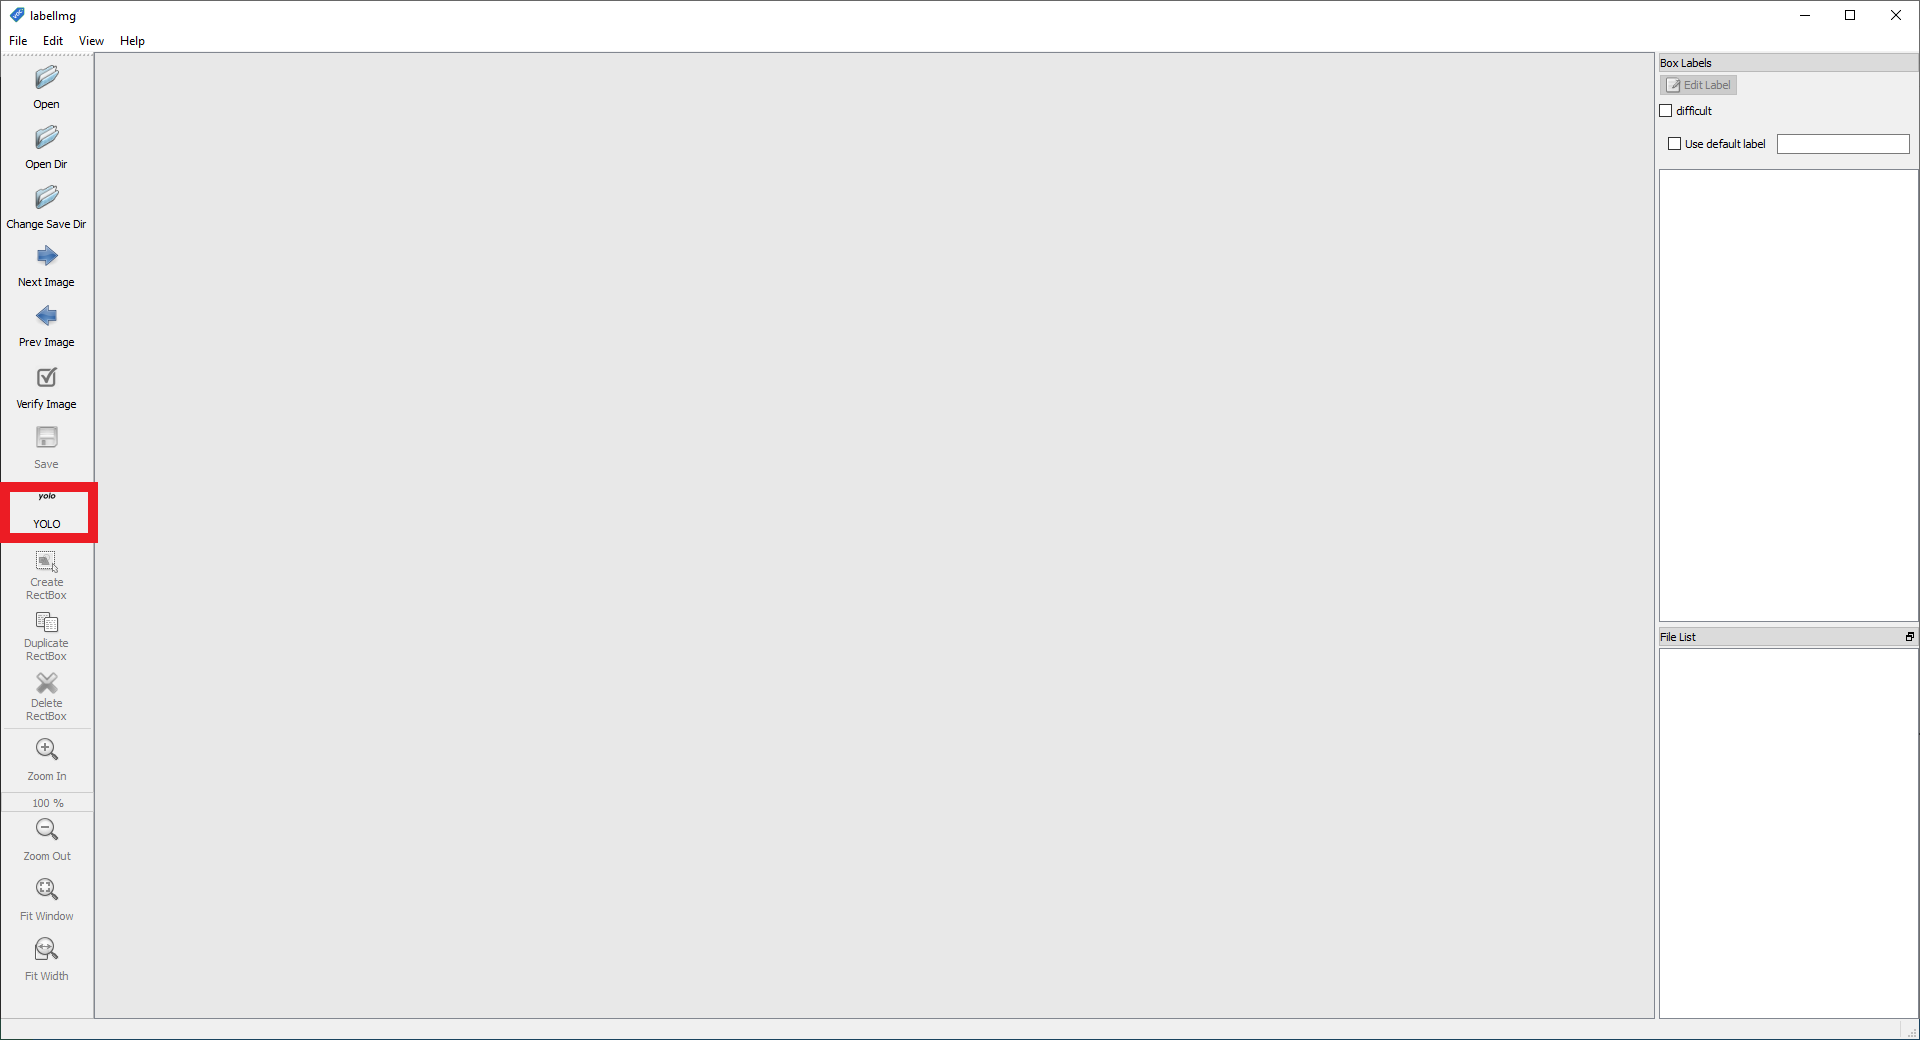 labelImg
File Edit View Help
Open
Open Dir
Change Save Dir
Next Image
Prev Image
Verify Image
Save
yolo
YOLO
Create
RectBox
Duplicate
RectBox
Delete
RectBox
Zoom In
100 %
Zoom Out
Fit Window
Fit Width
Box Labels
Edit Label
difficult
Use default label
File List